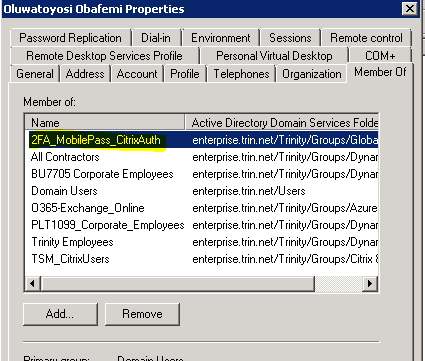 Oluwatoyosi Obafemi Properties
Password Replication Dial-in Environment Sessions Remote control
Remote Desktop Services Profile Personal Virtual Desktop COM+
General Address Account Profile Telephones Organization Member Of
Member of:
Name Active Directory Domain Services Folde
2FA_MobilePass_CitrixAuth enterprise.trin.net/Trinity/Groups/Globa
All Contractors enterprise.trin.net/Trinity/Groups/Dynar
BU7705 Corporate Employees enterprise.trin.net/Trinity/Groups/Dynar
Domain Users enterprise.trin.net/Users
O365-Exchange_Online enterprise.trin.net/Trinity/Groups/Azure
PLT1099_Corporate_Employees enterprise.trin.net/Trinity/Groups/Dynar
Trinity Employees enterprise.trin.net/Trinity/Groups/Dynar
TSM_CitrixUsers enterprise.trin.net/Trinity/Groups/Citrix &
Add... Remove
Primary group: Domain Users